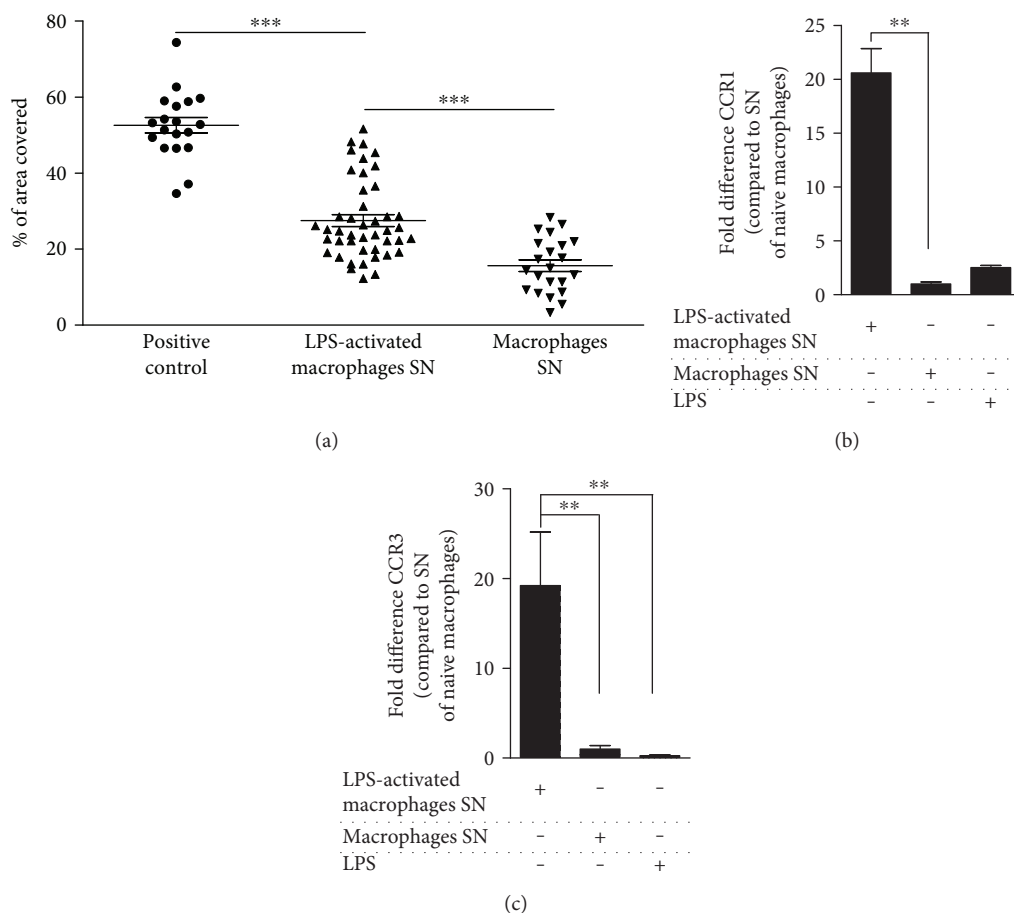 80
60
40
20
0
% of area covered
***
***
Positive
control
LPS-activated
macrophages SN
Macrophages
SN
(a)
25
20
15
10
5
0
Fold difference CCR1
(compared to SN
of naive macrophages)
**
LPS-activated
macrophages SN
+ - -
Macrophages SN - + -
LPS - - +
(b)
30
20
10
0
Fold difference CCR3
(compared to SN
of naive macrophages)
**
**
LPS-activated
macrophages SN
+ - -
Macrophages SN - + -
LPS - - +
(c)